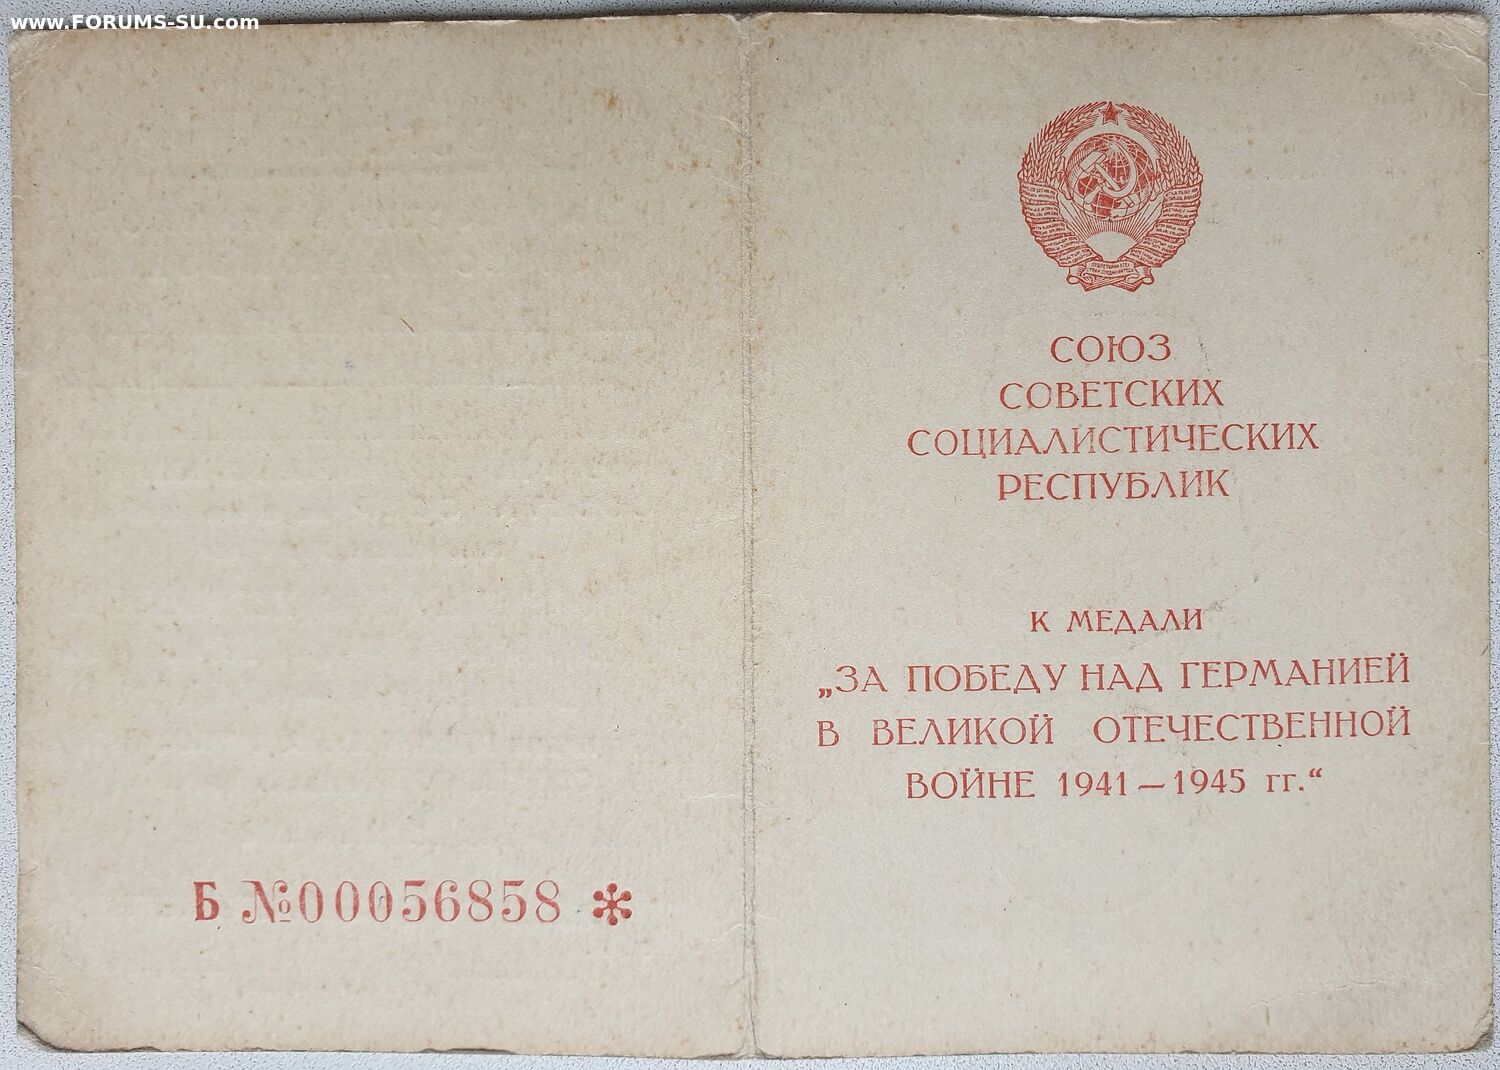 www.FORUMS-SU.com
Б №00056858 *
СОЮЗ
СОВЕТСКИХ
СОЦИАЛИСТИЧЕСКИХ
РЕСПУБЛИК
К МЕДАЛИ
„ЗА ПОБЕДУ НАД ГЕРМАНИЕЙ
В ВЕЛИКОЙ ОТЕЧЕСТВЕННОЙ
ВОЙНЕ 1941—1945 гг.“